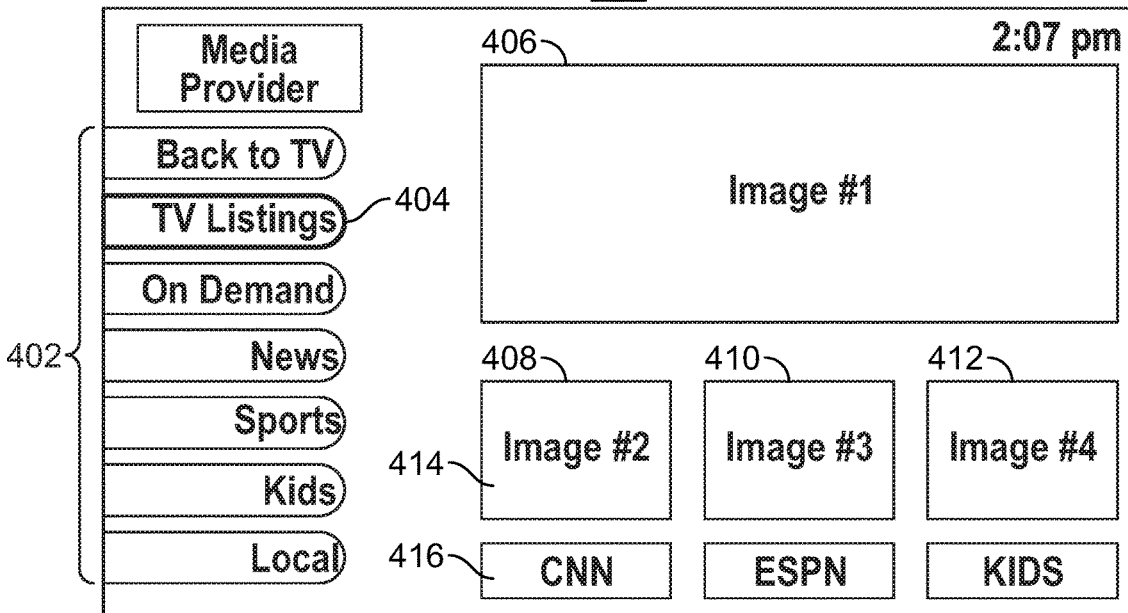 2:07 pm
Media
Provider
406
Back to TV
TV Listings
404
Image #1
On Demand
402
News
408
410
412
Sports
Image #2
Image #3
Image #4
414
Kids
Local
416
CNN
ESPN
KIDS